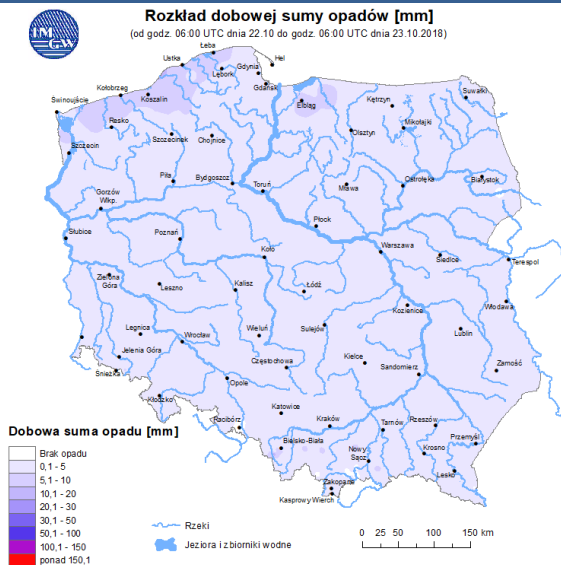 IM
GW
Rozkład dobowej sumy opadów [mm]
(od godz. 06:00 UTC dnia 22.10 do godz. 06:00 UTC dnia 23.10.2018)
Łeba
Ustka
Hel
Gdynia
Lębork
Gdańsk
Kołobrzeg
Koszalin
Elbląg
Kętrzyn
Suwałki
Świnoujście
Resko
Mikołajki
Szczecinek
Chojnice
Olsztyn
Szczecin
Piła
Bydgoszcz
Toruń
Mława
Ostrołęka
Białystok
Gorzów
Wlkp.
Płock
Słubice
Poznań
Warszawa
Koło
Siedlce
Terespol
Zielona
Góra
Leszno
Kalisz
Łódź
Kozienice
Włodawa
Legnica
Wrocław
Wieluń
Sulejów
Lublin
Jelenia Góra
Kielce
Zamość
Śnieżka
Częstochowa
Sandomierz
Opole
Kłodzko
Katowice
Racibórz
Kraków
Tarnów
Rzeszów
Przemyśl
Bielsko-Biała
Nowy
Sącz
Krosno
Lesko
Zakopane
Kasprowy Wierch
Dobowa suma opadu [mm]
Brak opadu
0,1 - 5
5,1 - 10
10,1 - 20
20,1 - 30
30,1 - 50
50,1 - 100
100,1 - 150
ponad 150,1
Rzeki
Jeziora i zbiorniki wodne
0 25 50 100 150 km